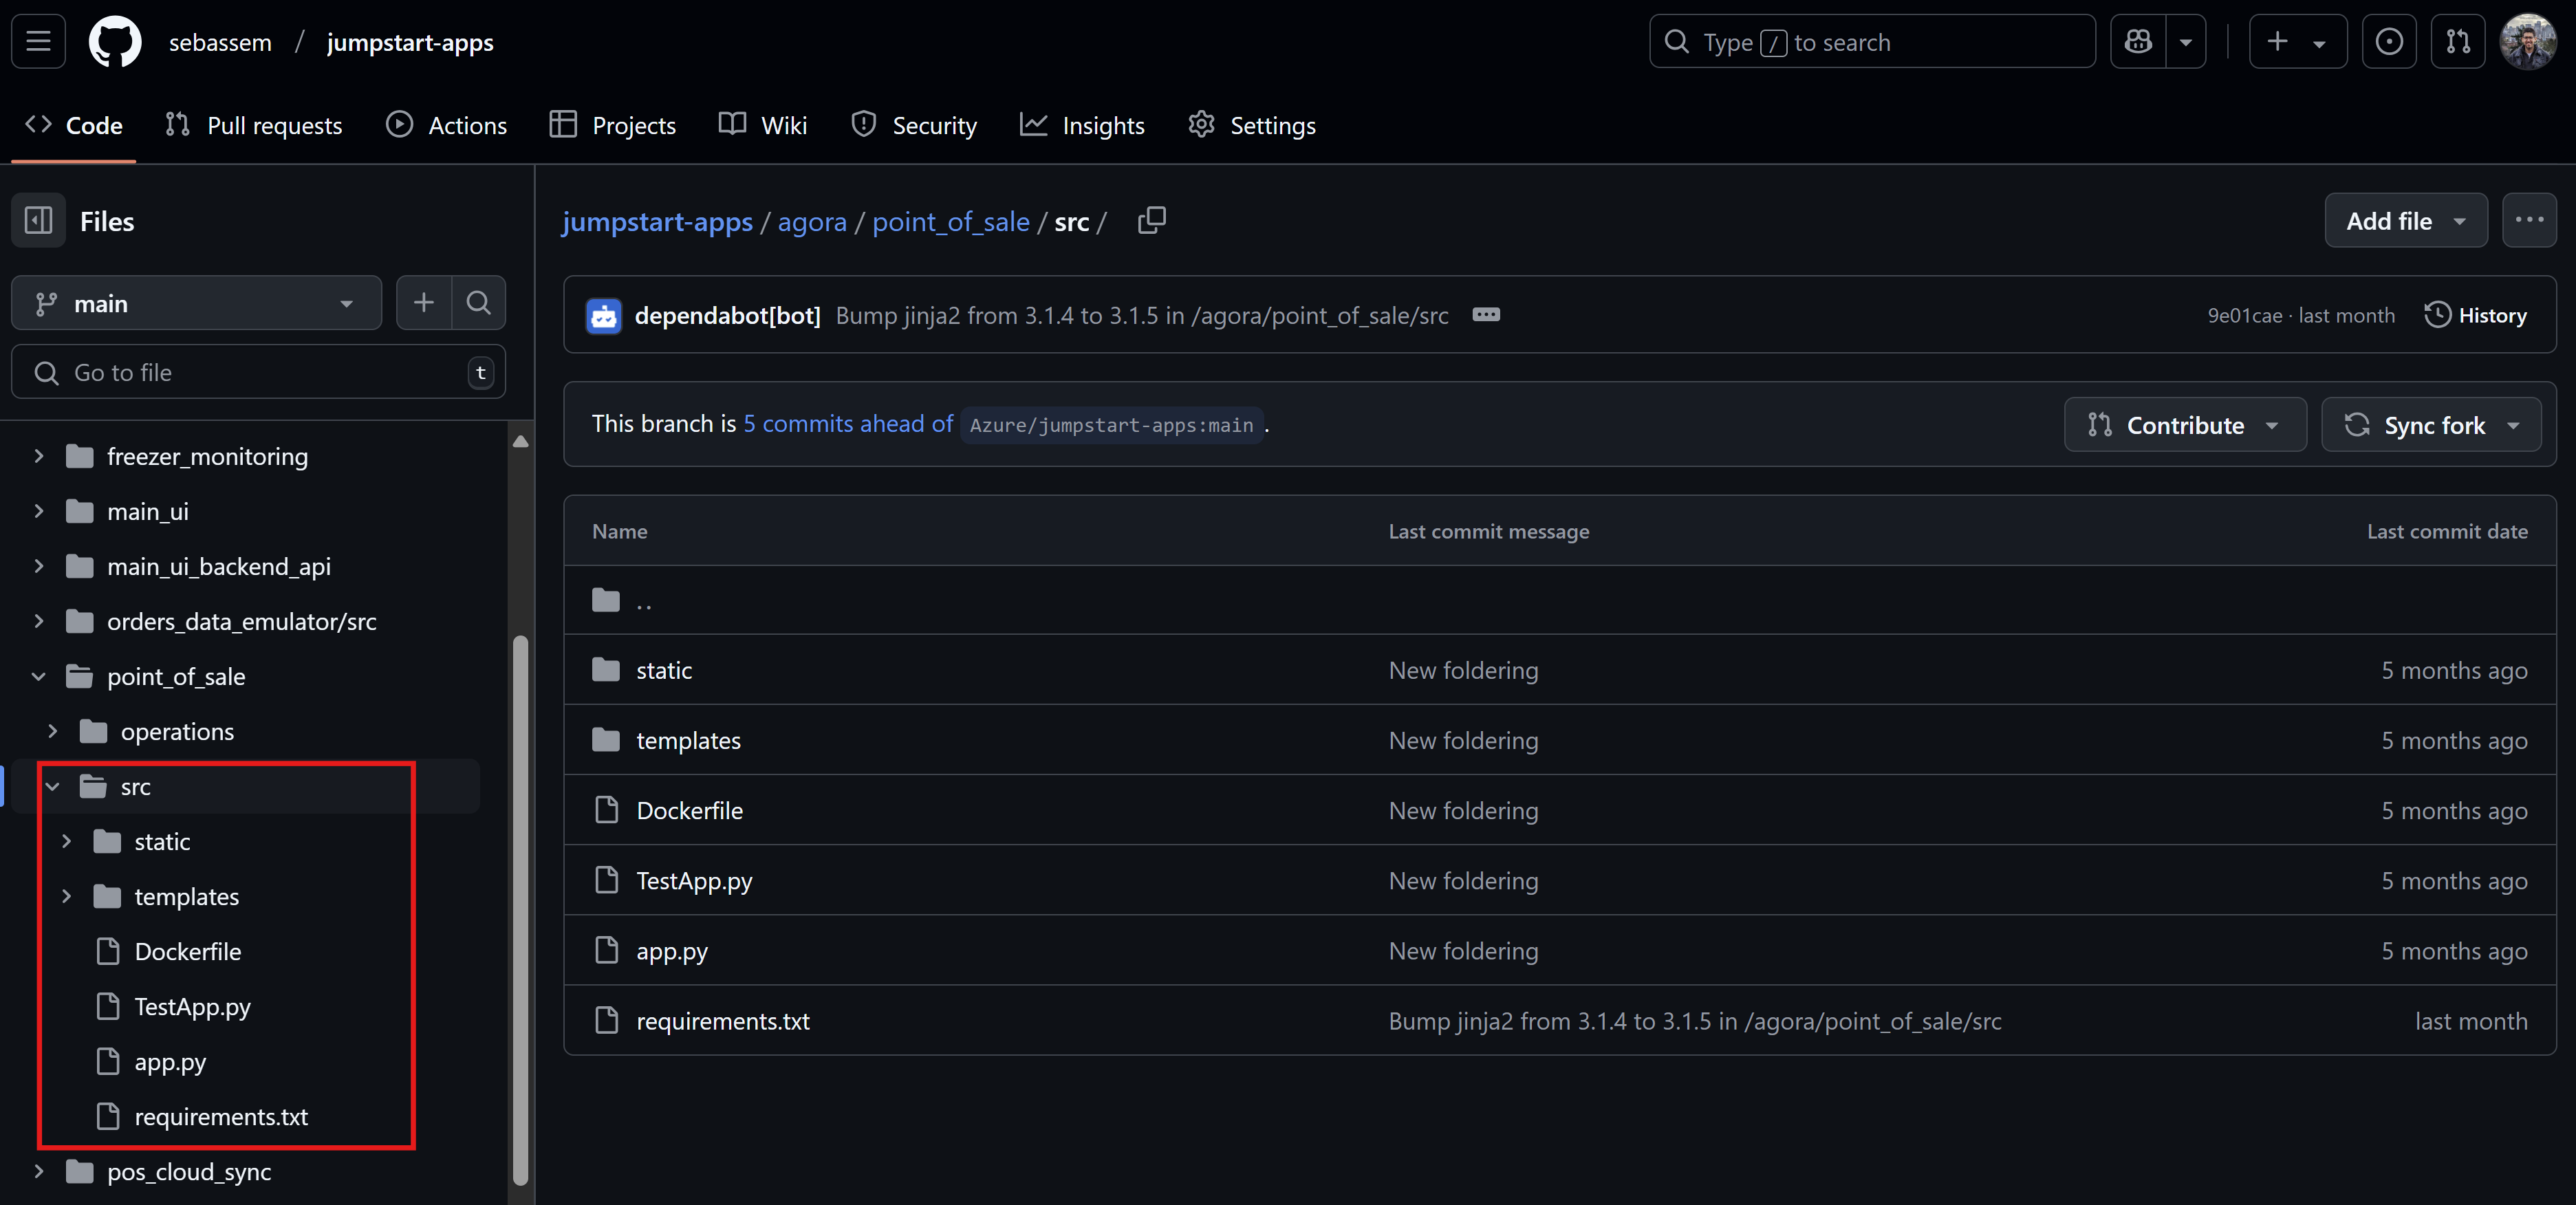 sebassem / jumpstart-apps
Type / to search
Code Pull requests Actions Projects Wiki Security Insights Settings
Files
main
Go to file t
freezer_monitoring
main_ui
main_ui_backend_api
orders_data_emulator/src
point_of_sale
operations
src
static
templates
Dockerfile
TestApp.py
app.py
requirements.txt
pos_cloud_sync
jumpstart-apps / agora / point_of_sale / src /
Add file
dependabot[bot] Bump jinja2 from 3.1.4 to 3.1.5 in /agora/point_of_sale/src
9e01cae · last month History
This branch is 5 commits ahead of Azure/jumpstart-apps:main .
Contribute Sync fork
Name Last commit message Last commit date
..
static New foldering 5 months ago
templates New foldering 5 months ago
Dockerfile New foldering 5 months ago
TestApp.py New foldering 5 months ago
app.py New foldering 5 months ago
requirements.txt Bump jinja2 from 3.1.4 to 3.1.5 in /agora/point_of_sale/src last month